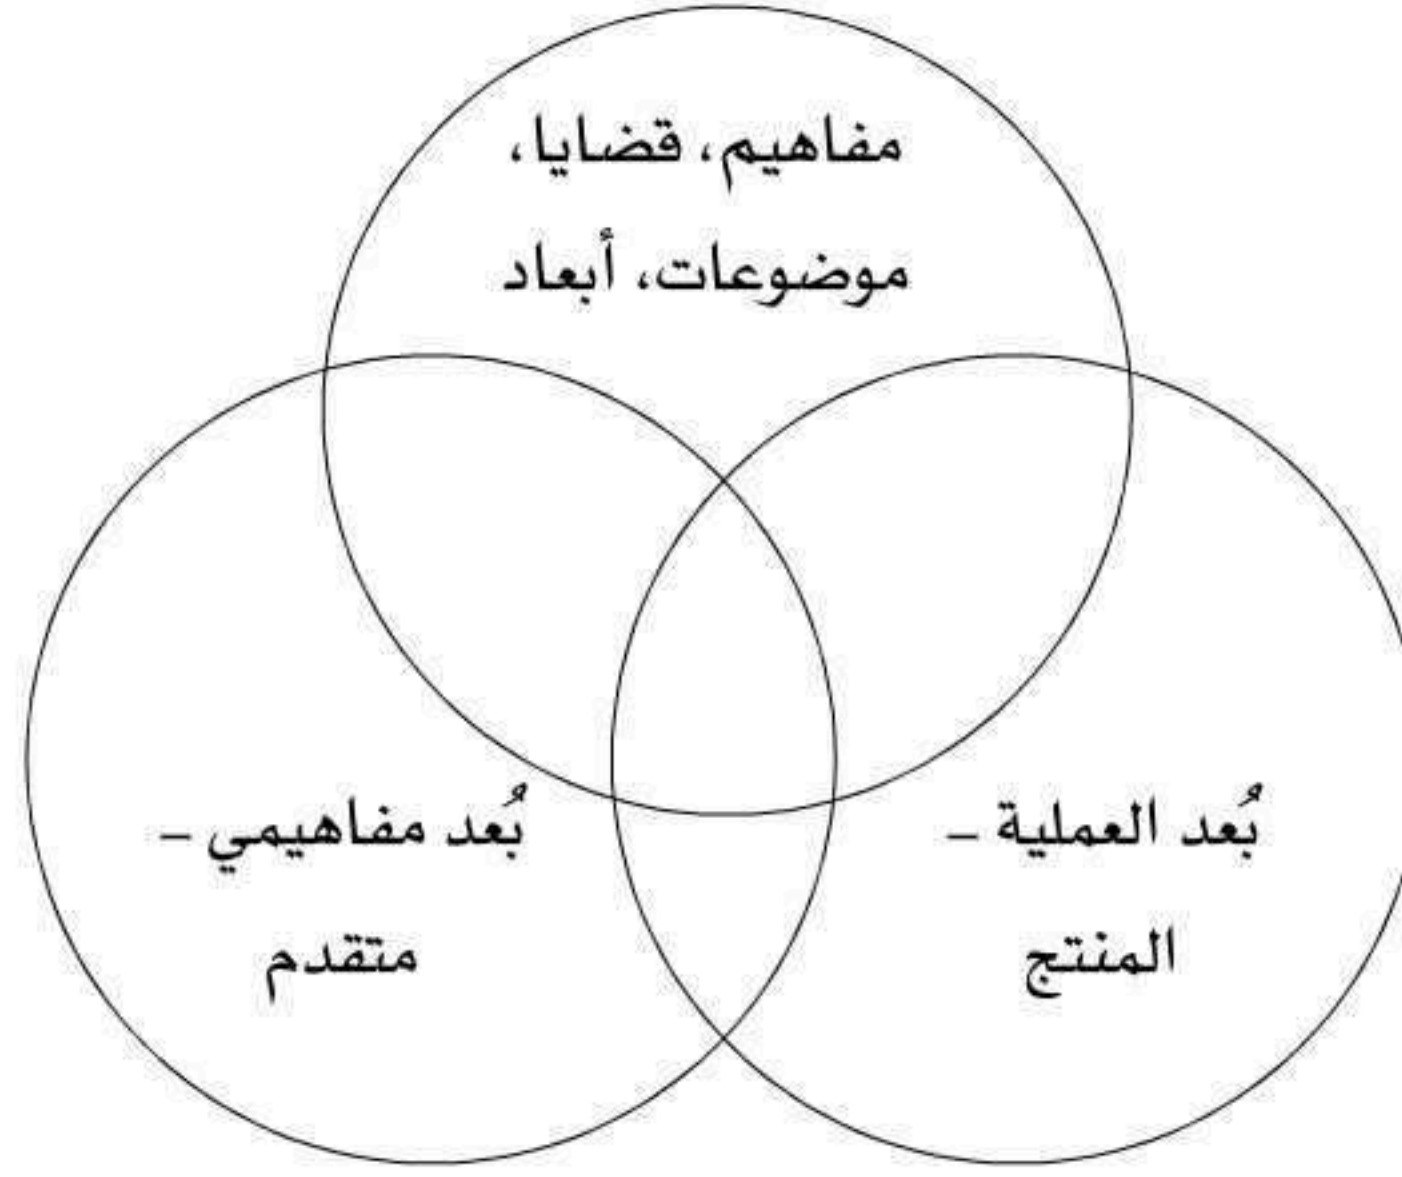 مفاهيم، قضايا،
موضوعات، أبعاد
بُعد العملية –
المنتج
بُعد مفاهيمي –
متقدم